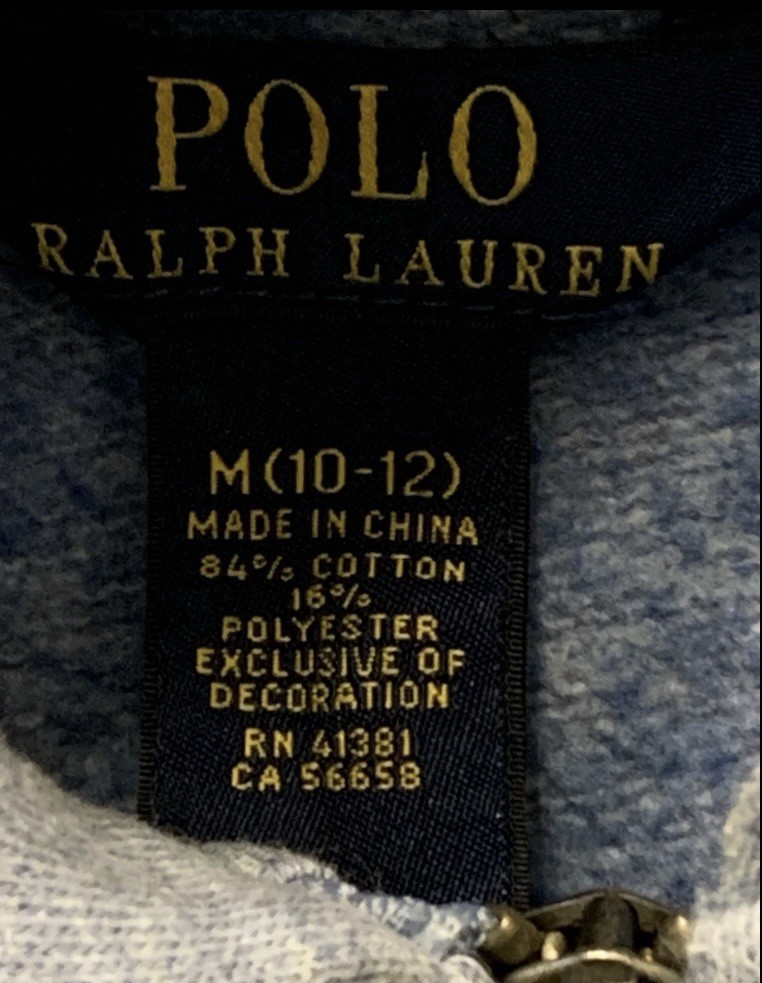 POLO
RALPH LAUREN
M(10-12)
MADE IN CHINA
84% COTTON
16%
POLYESTER
EXCLUSIVE OF
DECORATION
RN 41381
CA 56658